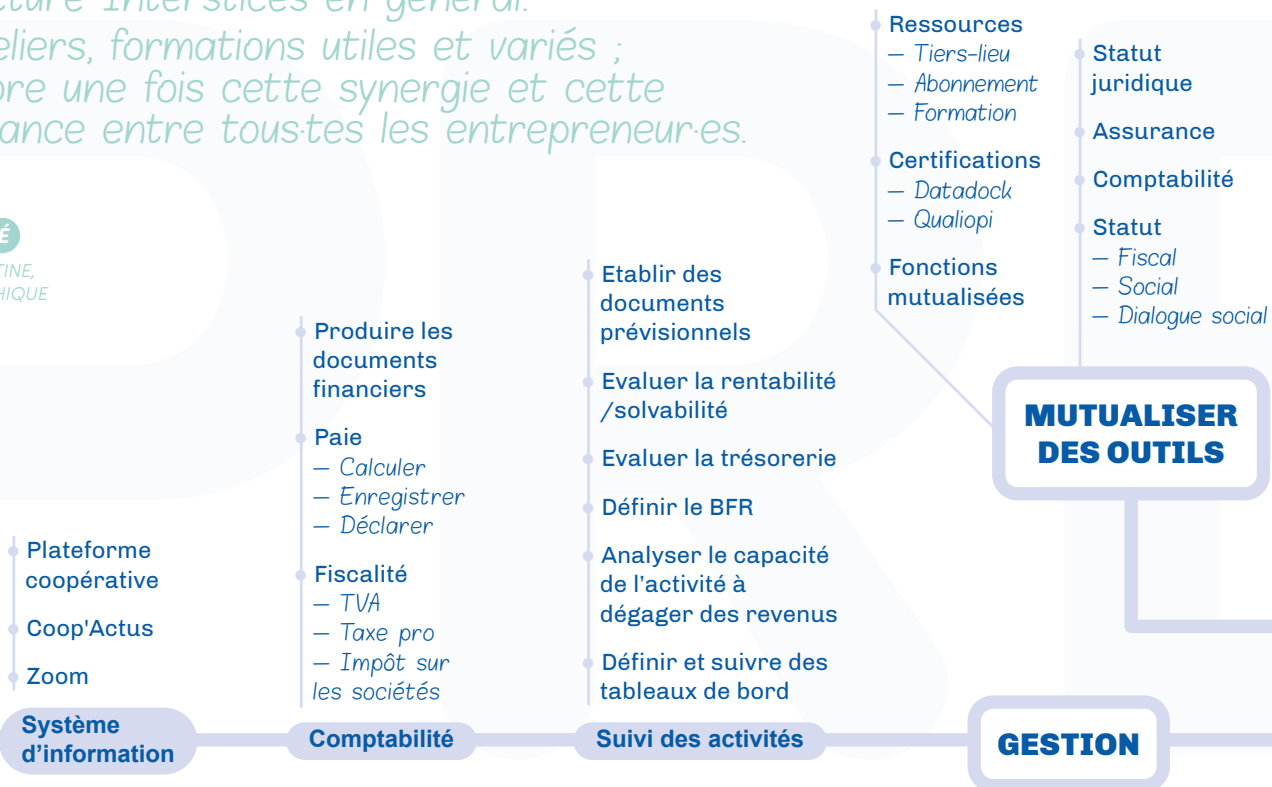 Interstices en général.
formations utiles et variés ;
une fois cette synergie et cette
entre tous·tes les entrepreneur·es.
Ressources
— Tiers-lieu
— Abonnement
— Formation
Certifications
— Datadock
— Qualiopi
Fonctions
mutualisées
Statut
juridique
Assurance
Comptabilité
Statut
— Fiscal
— Social
— Dialogue social
MUTUALISER
DES OUTILS
Plateforme
coopérative
Coop'Actus
Zoom
Système
d'information
Produire les
documents
financiers
Paie
— Calculer
— Enregistrer
— Déclarer
Fiscalité
— TVA
— Taxe pro
— Impôt sur
les sociétés
Comptabilité
Etablir des
documents
prévisionnels
Evaluer la rentabilité
/solvabilité
Evaluer la trésorerie
Définir le BFR
Analyser le capacité
de l'activité à
dégager des revenus
Définir et suivre des
tableaux de bord
Suivi des activités
GESTION